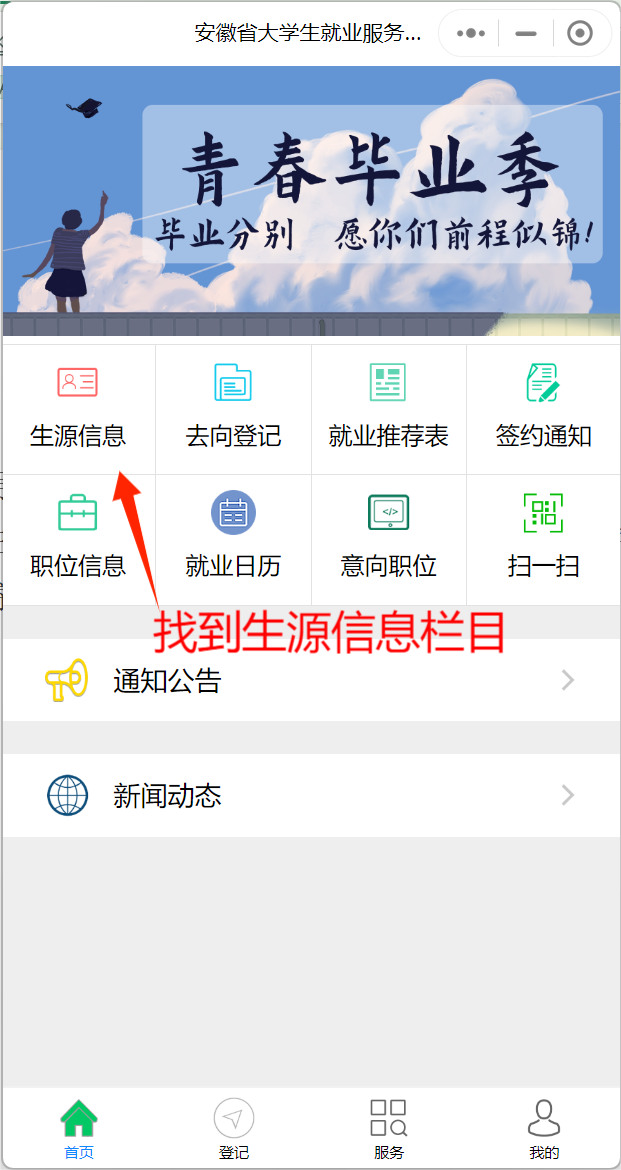 安徽省大学生就业服务...
青春毕业季
毕业分别 愿你们前程似锦!
生源信息 去向登记 就业推荐表 签约通知
职位信息 就业日历 意向职位 扫一扫
找到生源信息栏目
通知公告
新闻动态
首页 登记 服务 我的